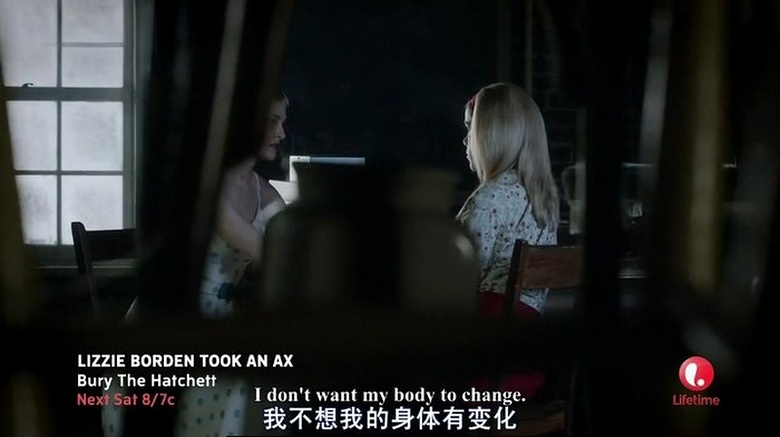 LIZZIE BORDEN TOOK AN AX
Bury The Hatchett
Next Sat 8/7c
Lifetime
I don't want my body to change.
我不想我的身体有变化